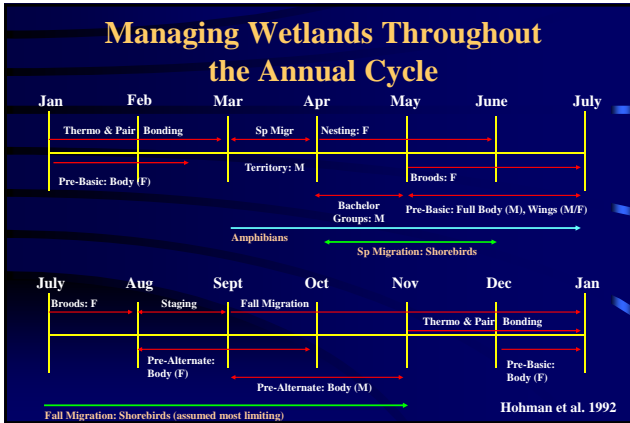 Managing Wetlands Throughout
the Annual Cycle
Jan Feb Mar Apr May June July
Thermo & Pair Bonding Sp Migr Nesting: F
Pre-Basic: Body (F)
Territory: M
Broods: F
Bachelor
Groups: M
Pre-Basic: Full Body (M), Wings (M/F)
Amphibians
Sp Migration: Shorebirds
July Aug Sept Oct Nov Dec Jan
Broods: F Staging Fall Migration
Thermo & Pair Bonding
Pre-Alternate:
Body (F)
Pre-Basic:
Body (F)
Pre-Alternate: Body (M)
Fall Migration: Shorebirds (assumed most limiting)
Hohman et al. 1992